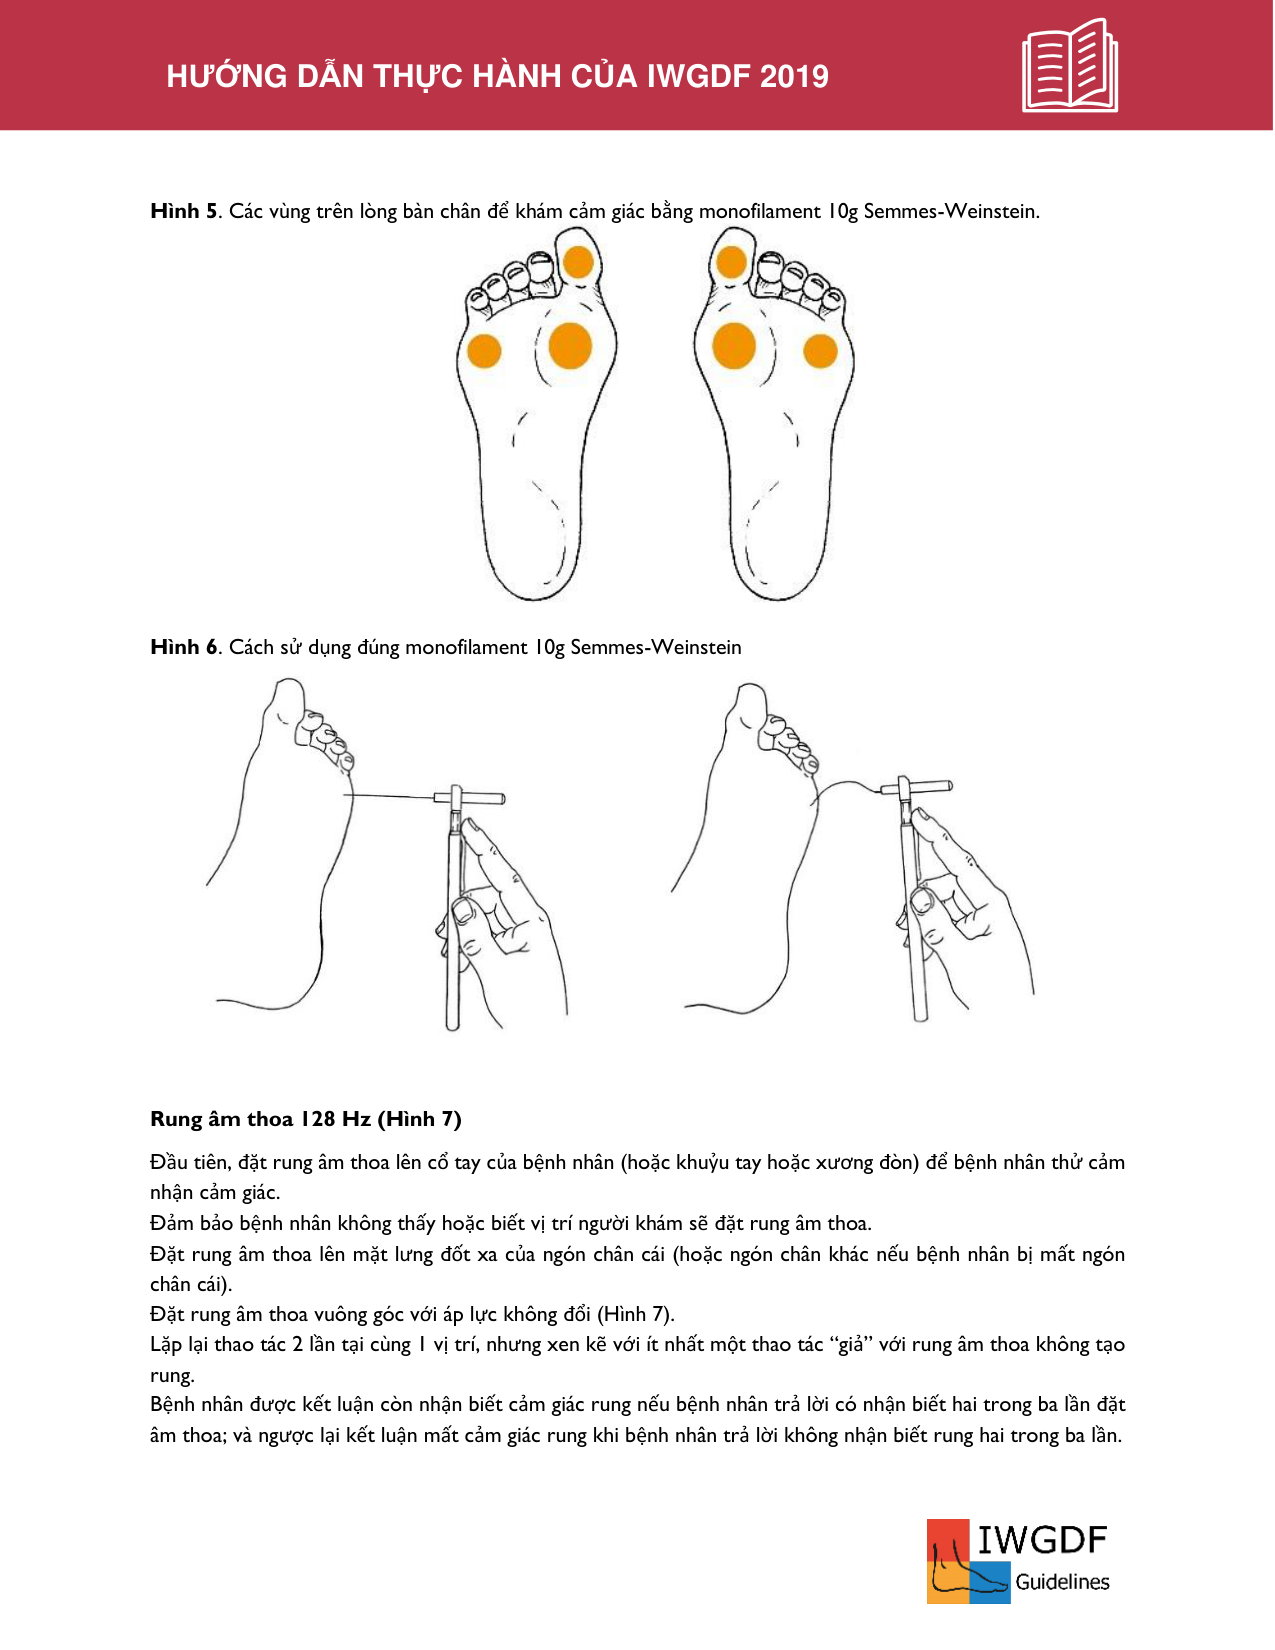 HƯỚNG DẪN THỰC HÀNH CỦA IWGDF 2019
Hình 5. Các vùng trên lòng bàn chân để khám cảm giác bằng monofilament 10g Semmes-Weinstein.
Hình 6. Cách sử dụng đúng monofilament 10g Semmes-Weinstein
Rung âm thoa 128 Hz (Hình 7)
Đầu tiên, đặt rung âm thoa lên cổ tay của bệnh nhân (hoặc khuỷu tay hoặc xương đòn) để bệnh nhân thử cảm
nhận cảm giác.
Đảm bảo bệnh nhân không thấy hoặc biết vị trí người khám sẽ đặt rung âm thoa.
Đặt rung âm thoa lên mặt lưng đốt xa của ngón chân cái (hoặc ngón chân khác nếu bệnh nhân bị mất ngón
chân cái).
Đặt rung âm thoa vuông góc với áp lực không đổi (Hình 7).
Lặp lại thao tác 2 lần tại cùng 1 vị trí, nhưng xen kẽ với ít nhất một thao tác “giả” với rung âm thoa không tạo
rung.
Bệnh nhân được kết luận còn nhận biết cảm giác rung nếu bệnh nhân trả lời có nhận biết hai trong ba lần đặt
âm thoa; và ngược lại kết luận mất cảm giác rung khi bệnh nhân trả lời không nhận biết rung hai trong ba lần.
IWGDF
Guidelines